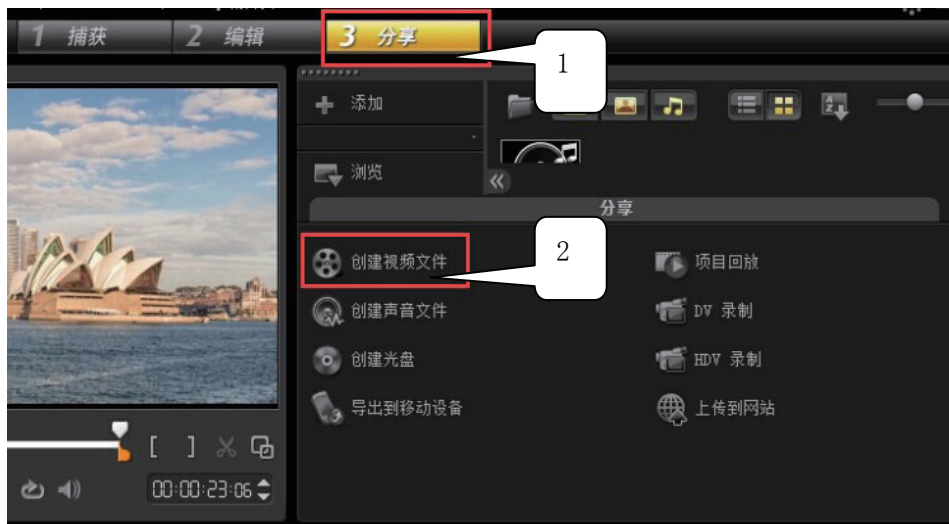 1 捕获 2 编辑 3 分享
1
添加
浏览
分享
2
创建视频文件 项目回放
创建声音文件 DV 录制
创建光盘 HDV 录制
导出到移动设备 上传到网站
[ ]
00:00:23:06